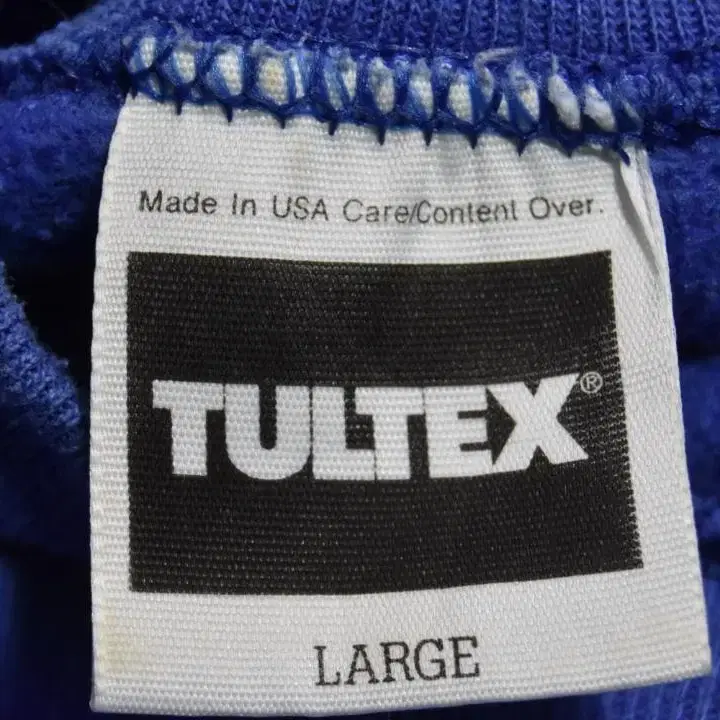 Made In USA Care/Content Over.
TULTEX®
LARGE